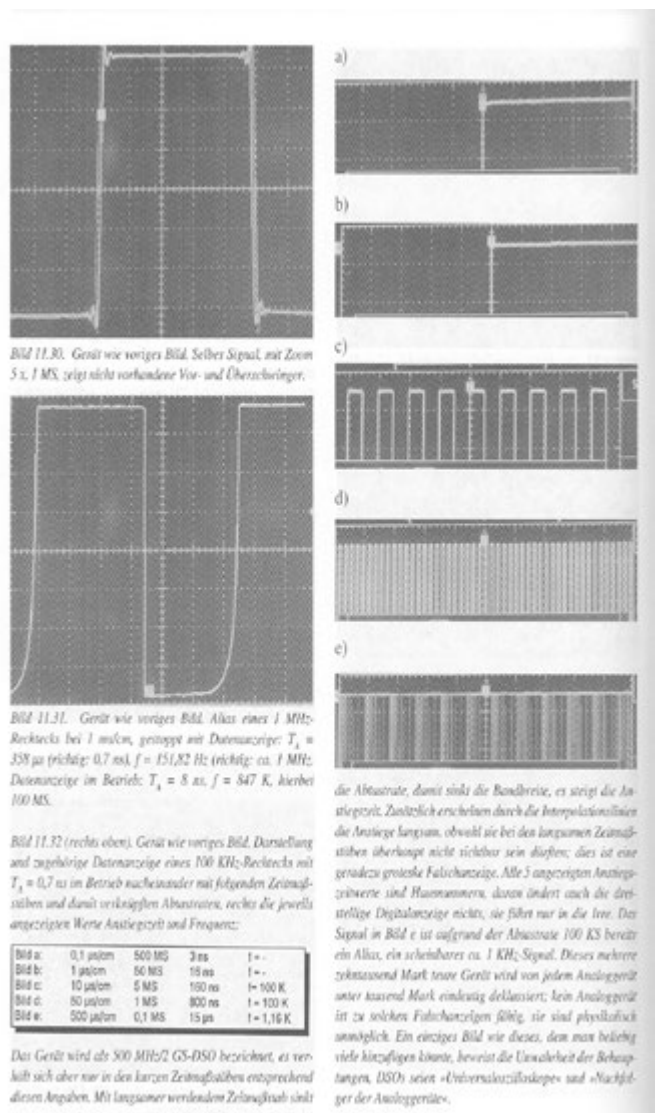 Bild 11.30. Gerät wie voriges Bild. Selbes Signal, mit Zoom
5 x, 1 MS, zeigt nicht vorhandene Vor- und Überschwinger.
Bild 11.31. Gerät wie voriges Bild. Alias eines 1 MHz-
Rechtecks bei 1 ms/cm, gestoppt mit Datenanzeige: T_A =
358 µs (richtig: 0,7 ns), f = 151,82 Hz (richtig: ca. 1 MHz.
Datenanzeige im Betrieb: T_A = 8 ns, f = 847 K, hierbei
100 MS.
Bild 11.32 (rechts oben). Gerät wie voriges Bild. Darstellung
und zugehörige Datenanzeige eines 100 KHz-Rechtecks mit
T_A = 0,7 ns im Betrieb nacheinander mit folgenden Zeitmaß-
stäben und damit verknüpften Abtastraten, rechts die jeweils
angezeigten Werte Anstiegszeit und Frequenz:
Bild a: 0,1 µs/cm 500 MS 3 ns f = -
Bild b: 1 µs/cm 50 MS 16 ns f = -
Bild c: 10 µs/cm 5 MS 160 ns f = 100 K
Bild d: 50 µs/cm 1 MS 800 ns f = 100 K
Bild e: 500 µs/cm 0,1 MS 15 µs f = 1,16 K
Das Gerät wird als 500 MHz/2 GS-DSO bezeichnet, es ver-
hält sich aber nur in den kurzen Zeitmaßstäben entsprechend
diesen Angaben. Mit langsamer werdendem Zeitmaßstab sinkt
a)
b)
c)
d)
e)
die Abtastrate, damit sinkt die Bandbreite, es steigt die An-
stiegszeit. Zusätzlich erscheinen durch die Interpolationslinien
die Anstiege langsam, obwohl sie bei den langsamen Zeitmaß-
stäben überhaupt nicht sichtbar sein dürften; dies ist eine
geradezu groteske Falschanzeige. Alle 5 angezeigten Anstiegs-
zeitwerte sind Hausnummern, daran ändert auch die drei-
stellige Digitalanzeige nichts, sie führt nur in die Irre. Das
Signal in Bild e ist aufgrund der Abtastrate 100 KS bereits
ein Alias, ein scheinbares ca. 1 KHz-Signal. Dieses mehrere
zehntausend Mark teure Gerät wird von jedem Analoggerät
unter tausend Mark eindeutig deklassiert; kein Analoggerät
ist zu solchen Falschanzeigen fähig, sie sind physikalisch
unmöglich. Ein einziges Bild wie dieses, dem man beliebig
viele hinzufügen könnte, beweist die Unwahrheit der Behaup-
tungen, DSOs seien »Universaloszilloskope« und »Nachfol-
ger der Analoggeräte«.